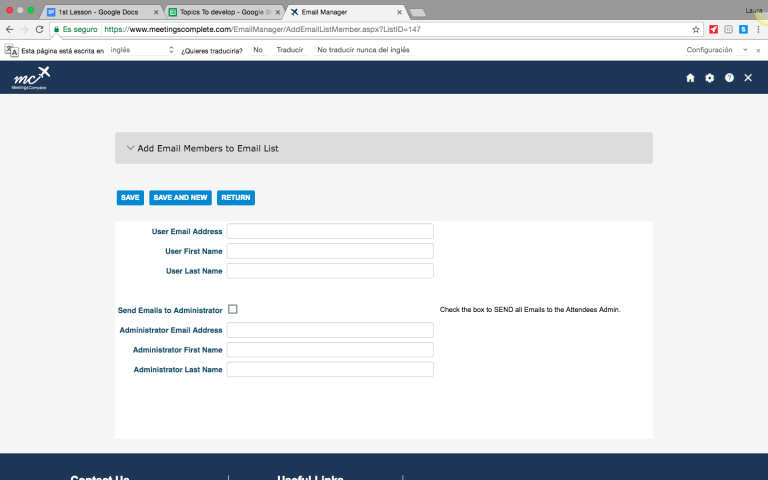 1st Lesson - Google Docs
Topics To develop - Google S
Email Manager
Laura
Es seguro https://www.meetingscomplete.com/EmailManager/AddEmailListMember.aspx?ListID=147
Esta página está escrita en inglés ¿Quieres traducirla? No Traducir No traducir nunca del inglés Configuración
mc
MeetingsComplete
Add Email Members to Email List
SAVE SAVE AND NEW RETURN
User Email Address
User First Name
User Last Name
Send Emails to Administrator Check the box to SEND all Emails to the Attendees Admin.
Administrator Email Address
Administrator First Name
Administrator Last Name
Contact Us Useful Links